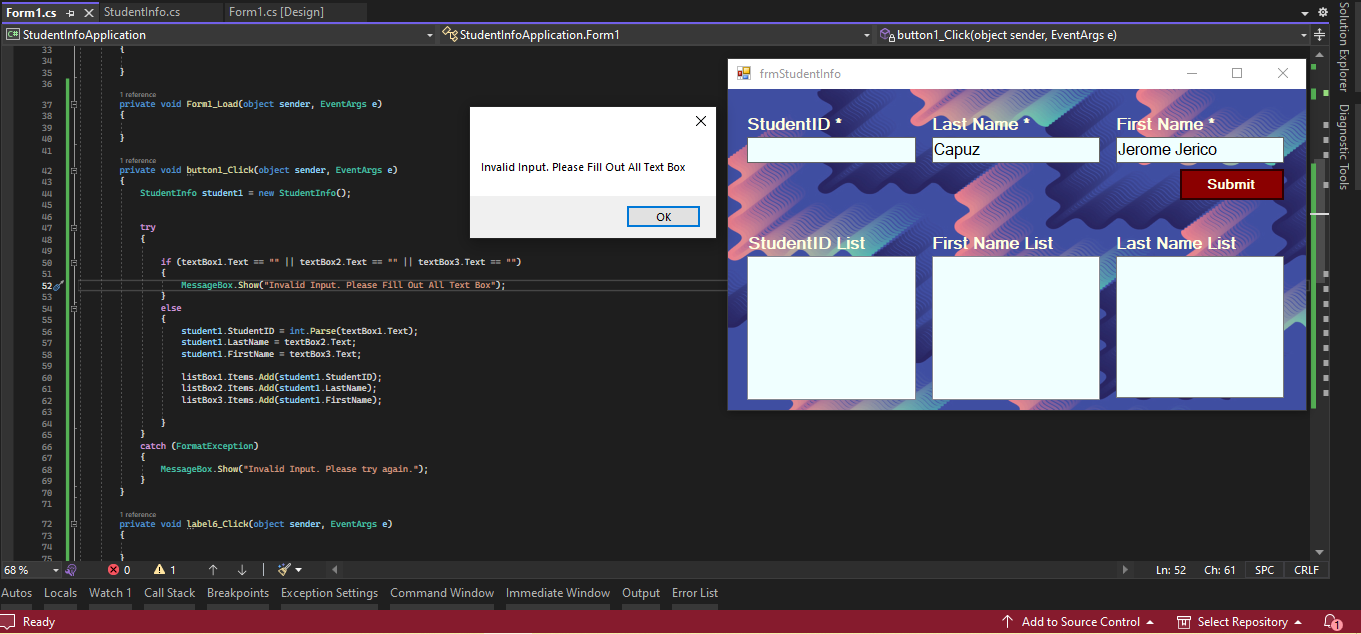 Form1.cs
StudentInfo.cs
Form1.cs [Design]
StudentInfoApplication
StudentInfoApplication.Form1
button1_Click(object sender, EventArgs e)
Solution Explorer
Diagnostic Tools
33 {
34
35 }
36
1 reference
37 private void Form1_Load(object sender, EventArgs e)
38 {
39
40 }
41
1 reference
42 private void button1_Click(object sender, EventArgs e)
43 {
44 StudentInfo student1 = new StudentInfo();
45
46
47 try
48 {
49
50 if (textBox1.Text == "" || textBox2.Text == "" || textBox3.Text == "")
51 {
52 MessageBox.Show("Invalid Input. Please Fill Out All Text Box");
53 }
54 else
55 {
56 student1.StudentID = int.Parse(textBox1.Text);
57 student1.LastName = textBox2.Text;
58 student1.FirstName = textBox3.Text;
59
60 listBox1.Items.Add(student1.StudentID);
61 listBox2.Items.Add(student1.LastName);
62 listBox3.Items.Add(student1.FirstName);
63
64 }
65 }
66 catch (FormatException)
67 {
68 MessageBox.Show("Invalid Input. Please try again.");
69 }
70 }
71
1 reference
72 private void label6_Click(object sender, EventArgs e)
73 {
74
75 }
Invalid Input. Please Fill Out All Text Box
OK
frmStudentInfo
StudentID * Last Name * First Name *
Capuz Jerome Jerico
Submit
StudentID List First Name List Last Name List
68 % 0 1 Ln: 52 Ch: 61 SPC CRLF
Autos Locals Watch 1 Call Stack Breakpoints Exception Settings Command Window Immediate Window Output Error List
Ready Add to Source Control Select Repository 1